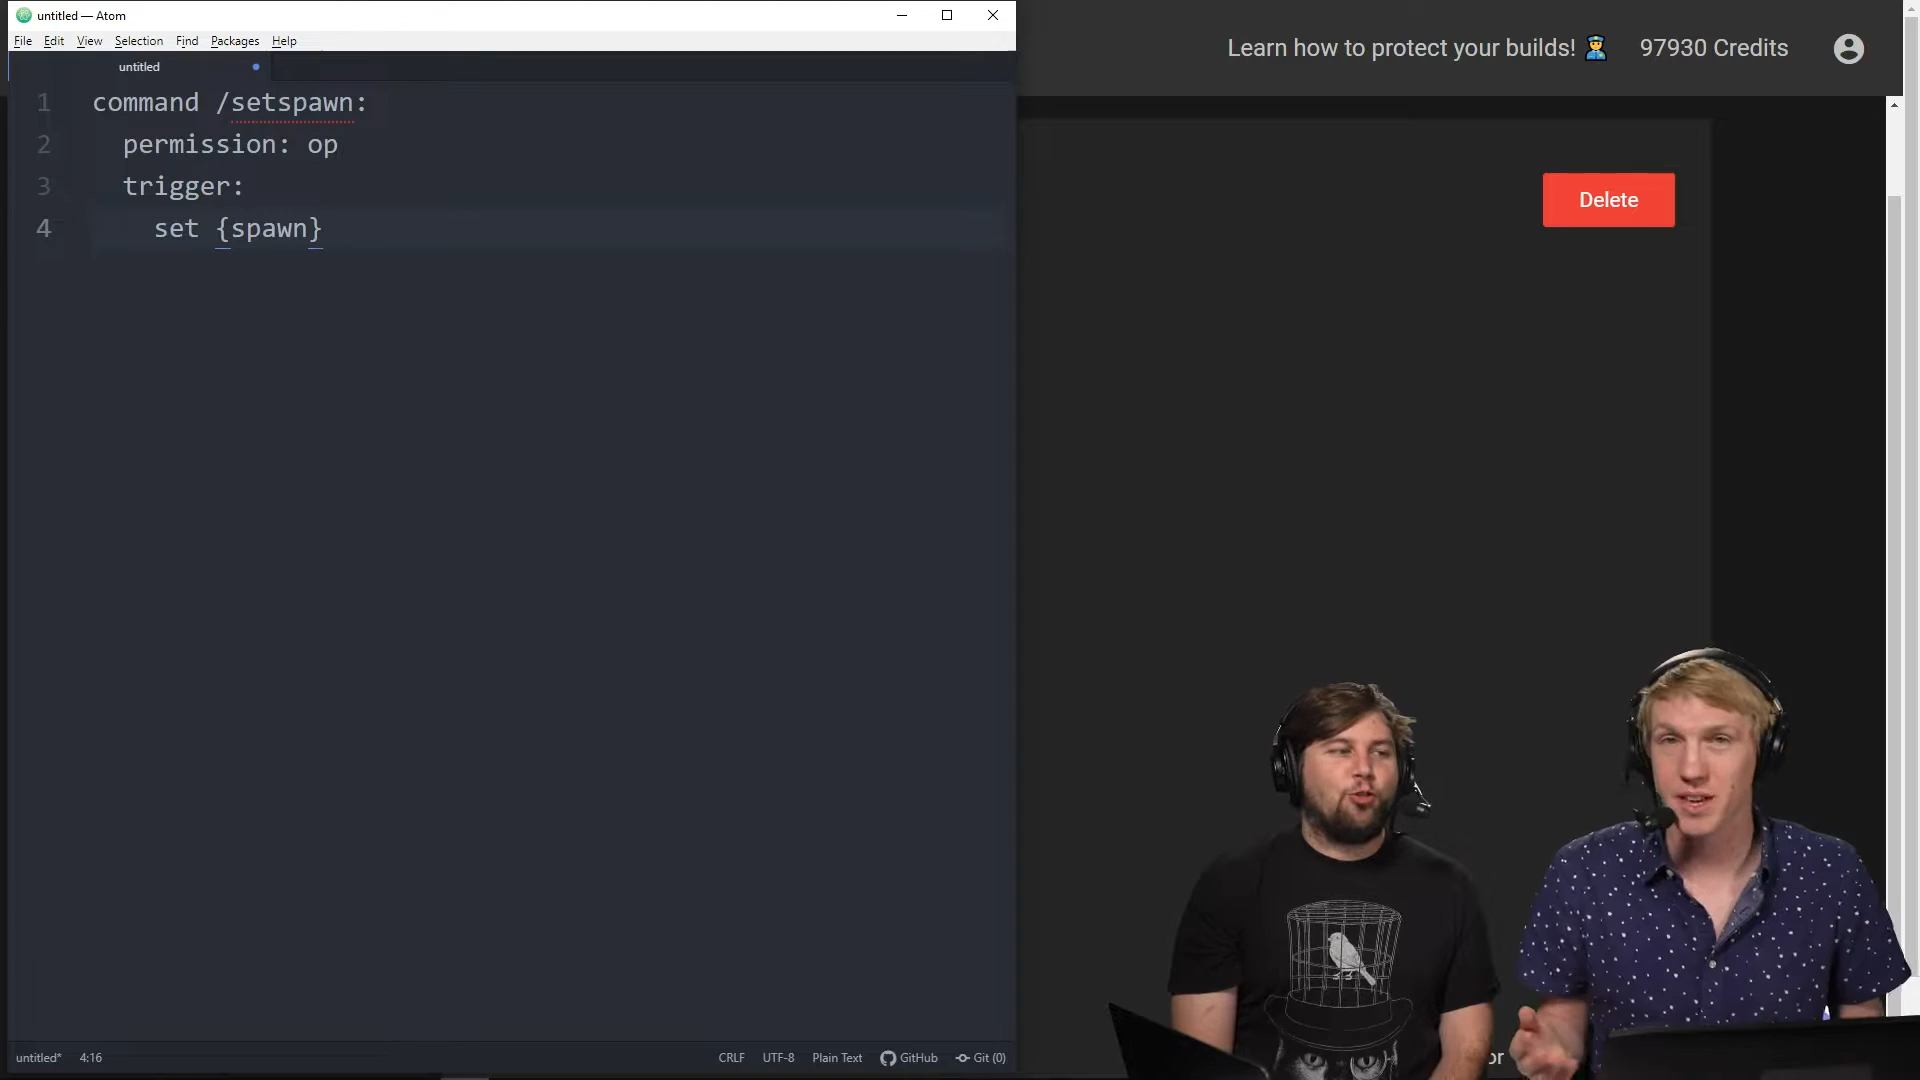 untitled — Atom
File Edit View Selection Find Packages Help
untitled
1 command /setspawn:
2 permission: op
3 trigger:
4 set {spawn}
untitled* 4:16 CRLF UTF-8 Plain Text GitHub Git (0)
Learn how to protect your builds! 97930 Credits
Delete
or